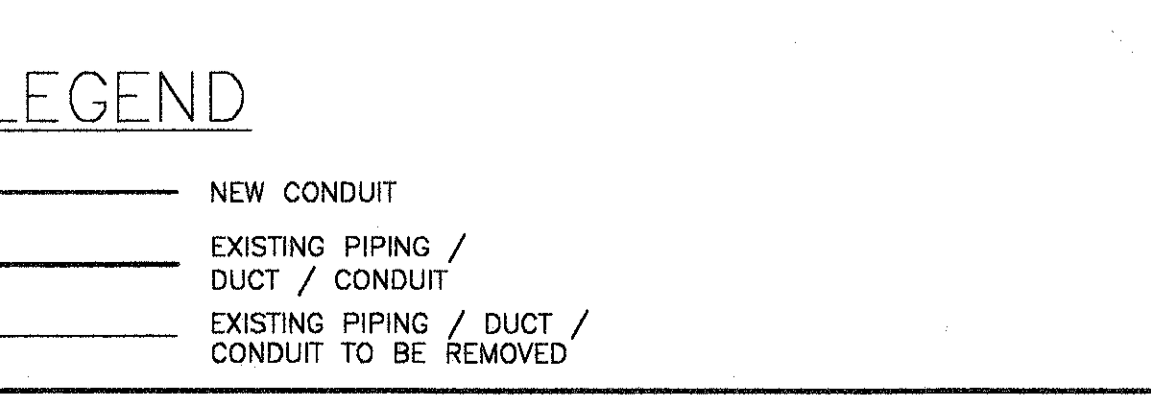 LEGEND
NEW CONDUIT
EXISTING PIPING /
DUCT / CONDUIT
EXISTING PIPING / DUCT /
CONDUIT TO BE REMOVED